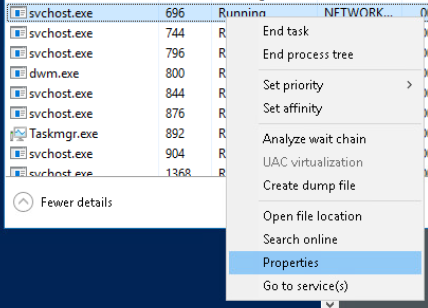 svchost.exe 696 Running NETWORK...
svchost.exe 744 R
svchost.exe 796 R
dwm.exe 800 R
svchost.exe 844 R
svchost.exe 876 R
Taskmgr.exe 892 R
svchost.exe 904 R
svchost.exe 1368 R
Fewer details
End task
End process tree
Set priority
Set affinity
Analyze wait chain
UAC virtualization
Create dump file
Open file location
Search online
Properties
Go to service(s)